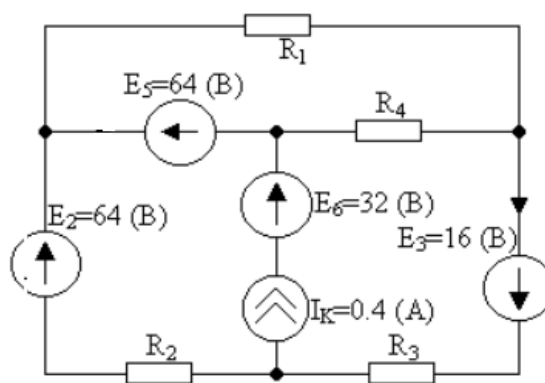 R1
E5=64 (В)
R4
E2=64 (В)
E6=32 (В)
E3=16 (В)
IK=0.4 (A)
R2
R3